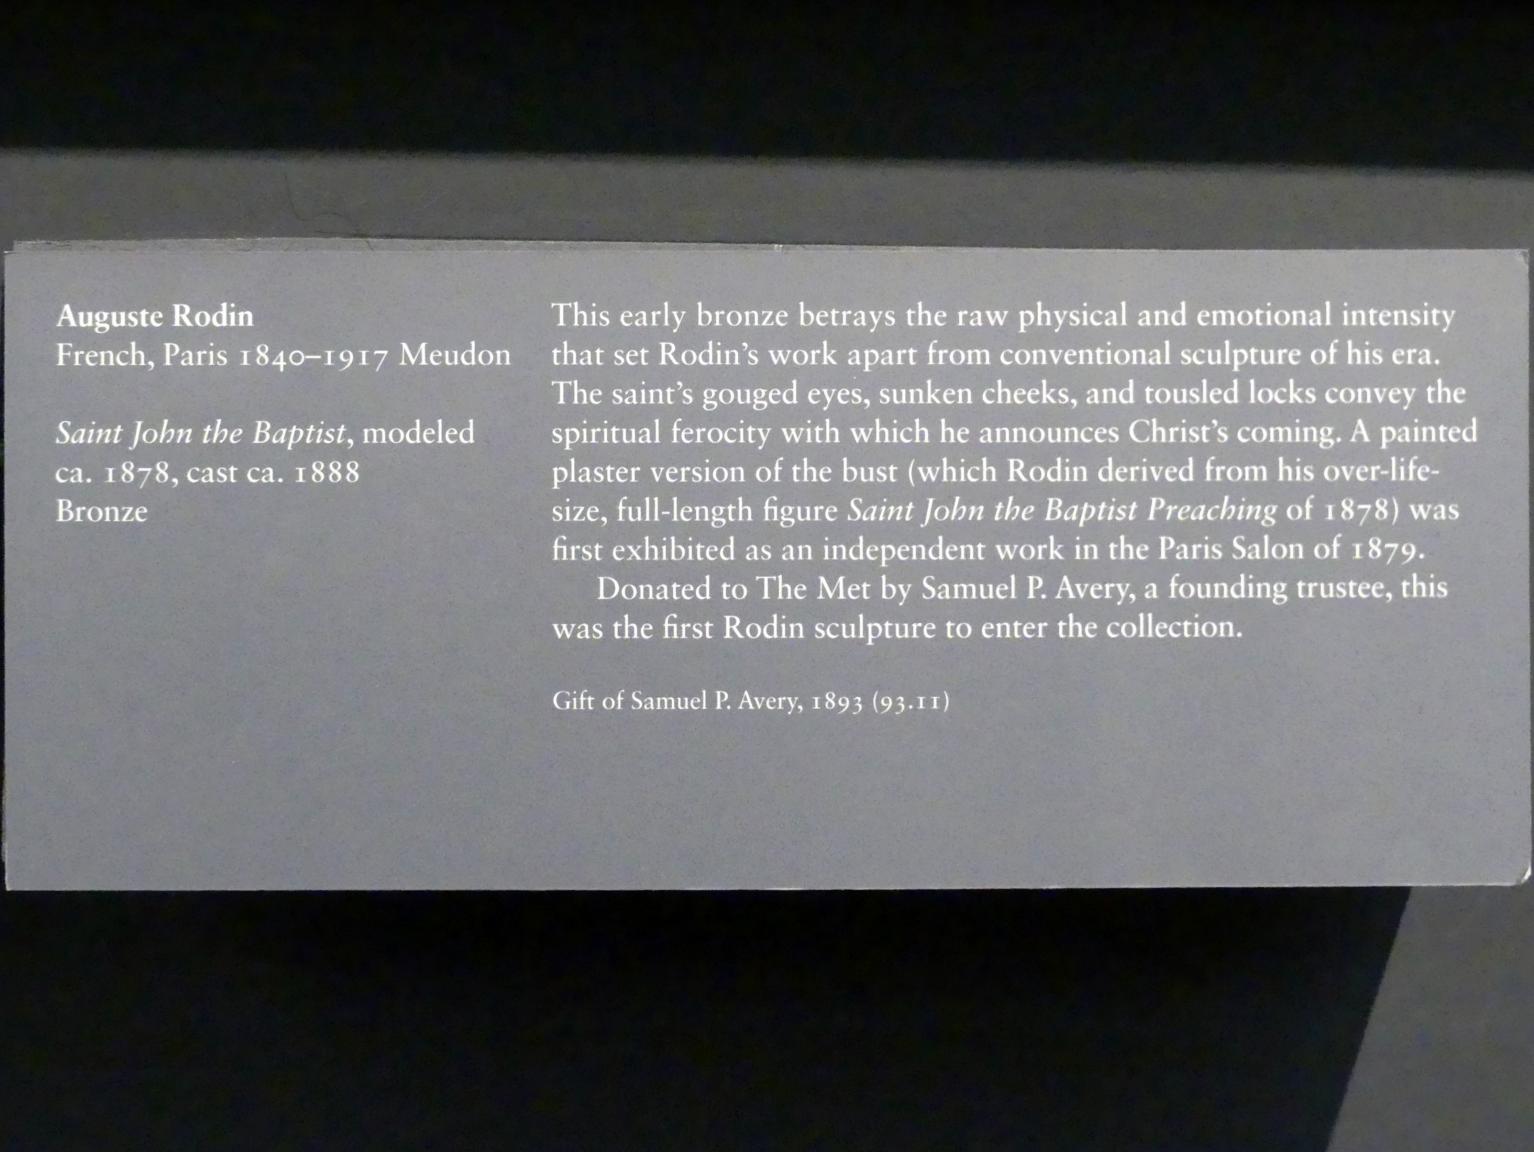 Auguste Rodin
French, Paris 1840–1917 Meudon
Saint John the Baptist, modeled
ca. 1878, cast ca. 1888
Bronze
This early bronze betrays the raw physical and emotional intensity
that set Rodin's work apart from conventional sculpture of his era.
The saint's gouged eyes, sunken cheeks, and tousled locks convey the
spiritual ferocity with which he announces Christ's coming. A painted
plaster version of the bust (which Rodin derived from his over-life-
size, full-length figure Saint John the Baptist Preaching of 1878) was
first exhibited as an independent work in the Paris Salon of 1879.
Donated to The Met by Samuel P. Avery, a founding trustee, this
was the first Rodin sculpture to enter the collection.
Gift of Samuel P. Avery, 1893 (93.11)